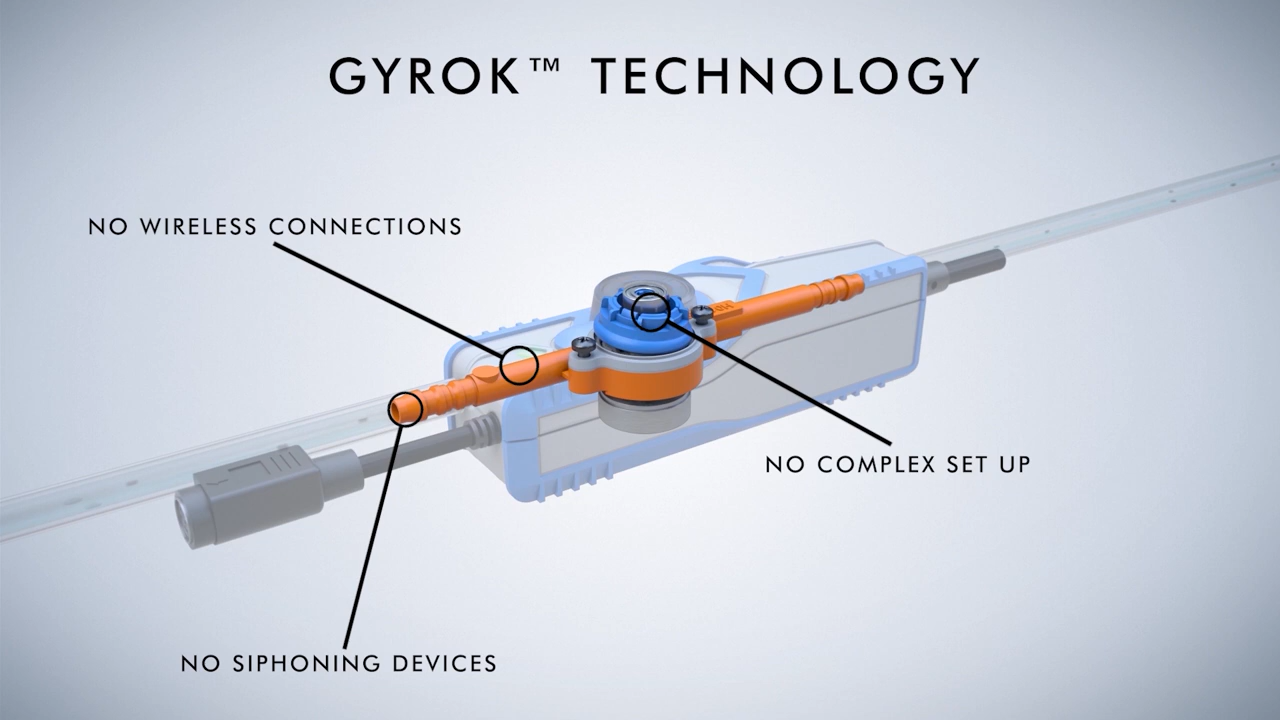 GYROK™ TECHNOLOGY
NO WIRELESS CONNECTIONS
NO COMPLEX SET UP
NO SIPHONING DEVICES